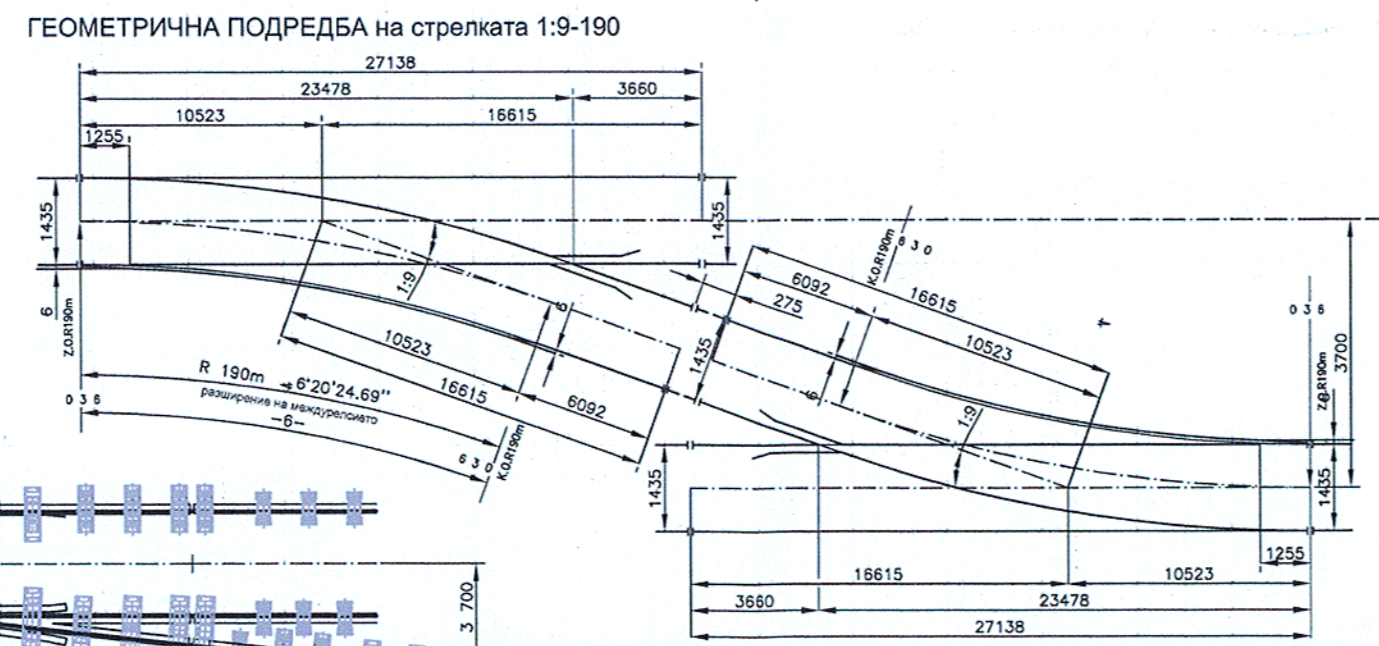 ГЕОМЕТРИЧНА ПОДРЕДБА на стрелката 1:9-190
27138
23478
3660
10523
16615
1255
1435
1435
6
Z.O.R190m
0 3 6
1:9
6
10523
16615
6092
R 190m ∡6°20'24.69''
разширение на междурелсието
-6-
6 3 0
K.O.R190m
K.O.R190m
6 3 0
6092
16615
275
10523
1435
6
1:9
0 3 6
3700
Z.O.R190m
1435
1435
1255
16615
10523
3660
23478
27138
3 700